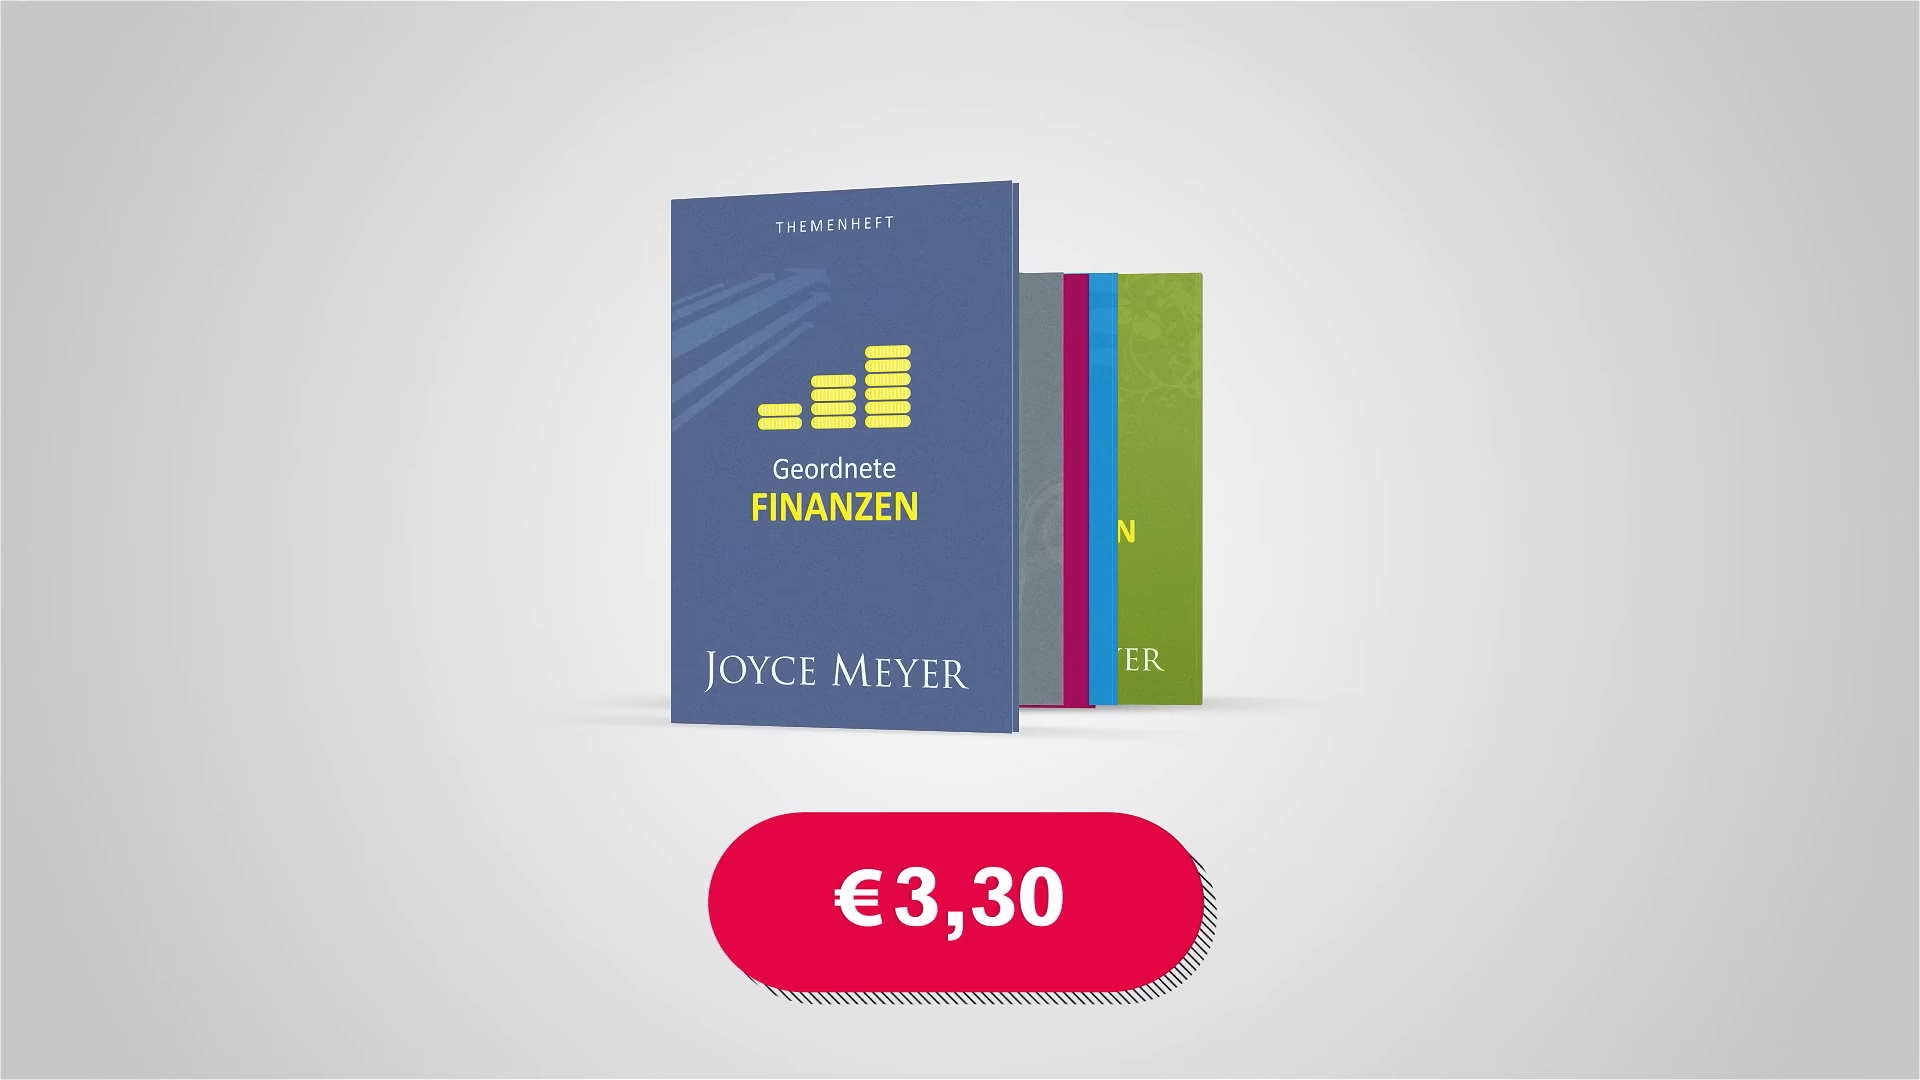 THEMENHEFT
Geordnete
FINANZEN
JOYCE MEYER
€3,30